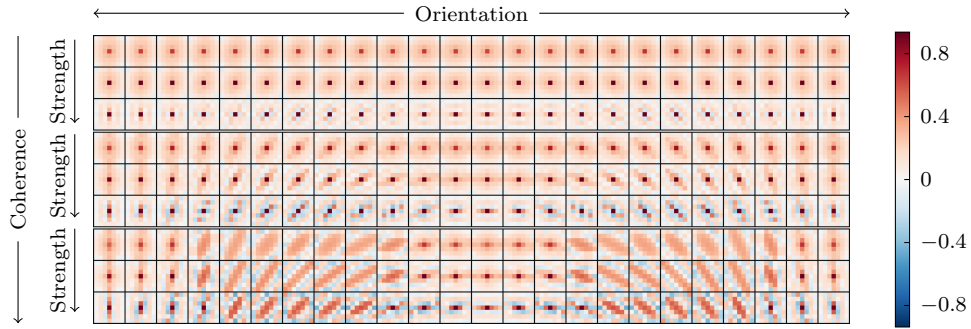 Orientation
Coherence
Strength
Strength
Strength
0.8
0.4
0
−0.4
−0.8